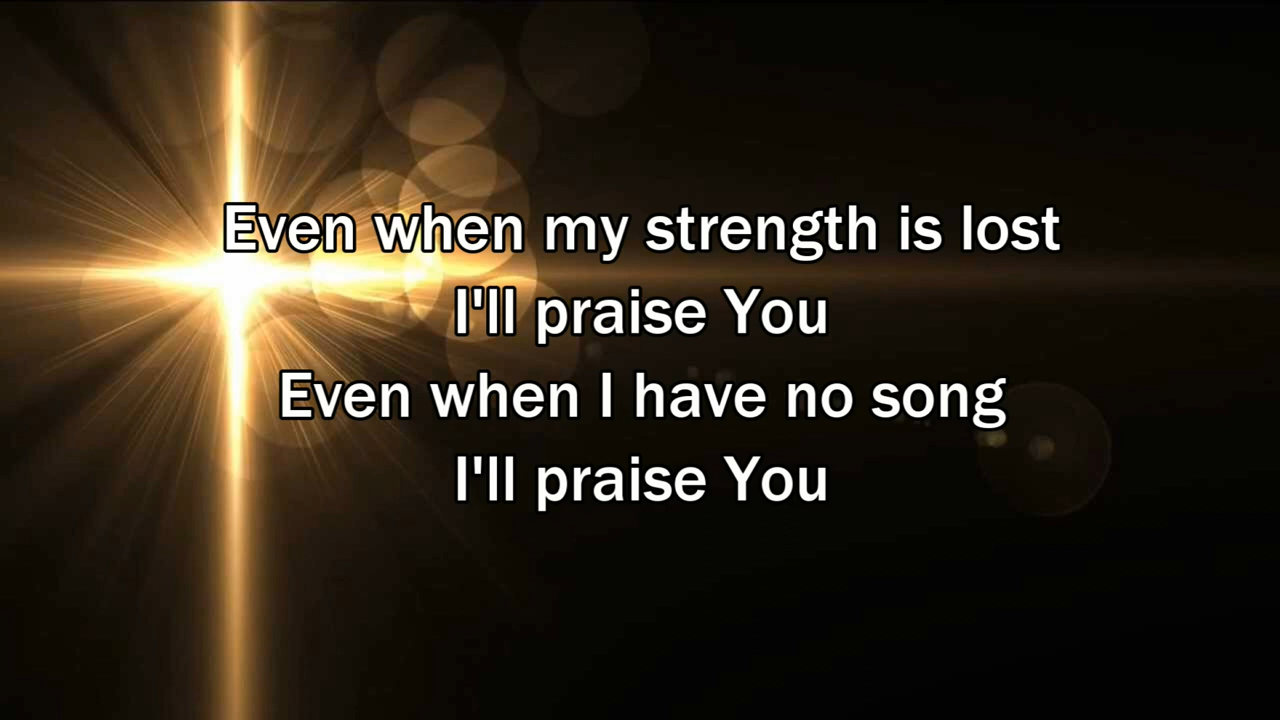 Even when my strength is lost
I'll praise You
Even when I have no song
I'll praise You